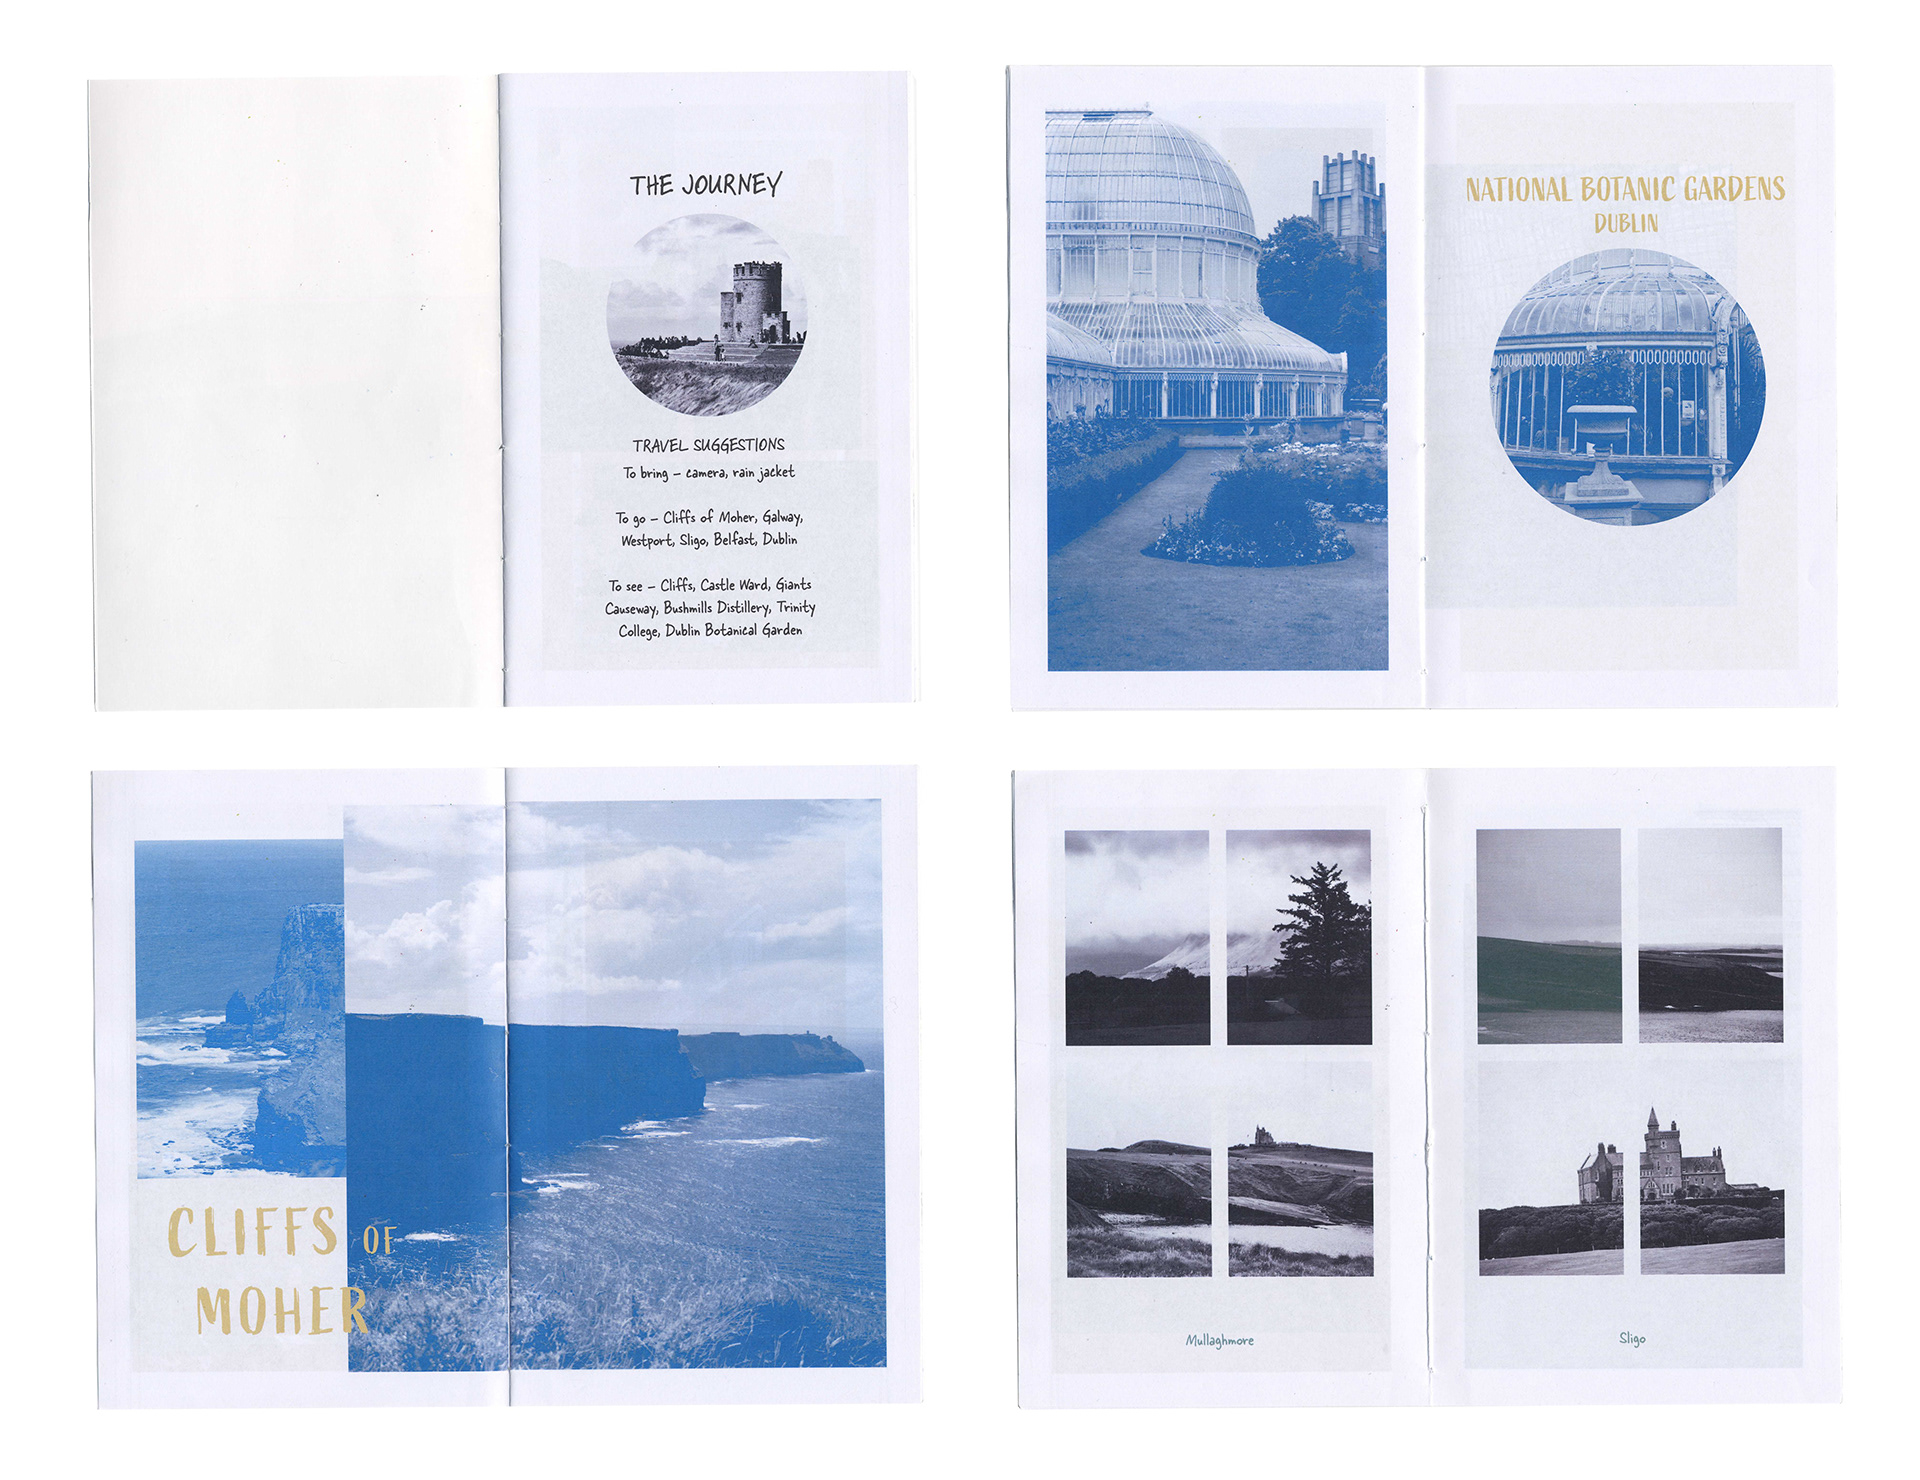 THE JOURNEY
TRAVEL SUGGESTIONS
To bring – camera, rain jacket
To go – Cliffs of Moher, Galway,
Westport, Sligo, Belfast, Dublin
To see – Cliffs, Castle Ward, Giants
Causeway, Bushmills Distillery, Trinity
College, Dublin Botanical Garden
NATIONAL BOTANIC GARDENS
DUBLIN
CLIFFS OF
MOHER
Mullaghmore
Sligo